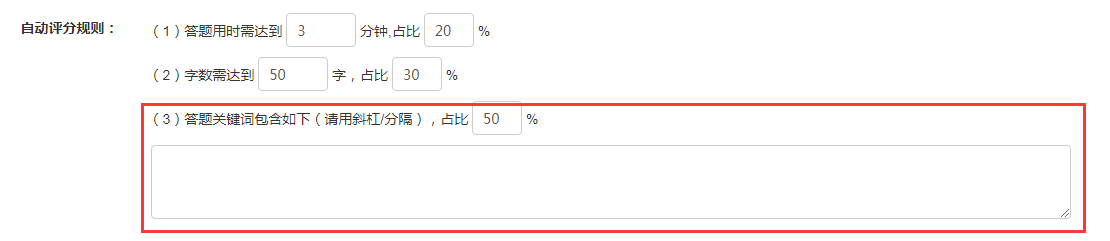 自动评分规则：
（1）答题用时需达到 3 分钟,占比 20 %
（2）字数需达到 50 字，占比 30 %
（3）答题关键词包含如下（请用斜杠/分隔），占比 50 %